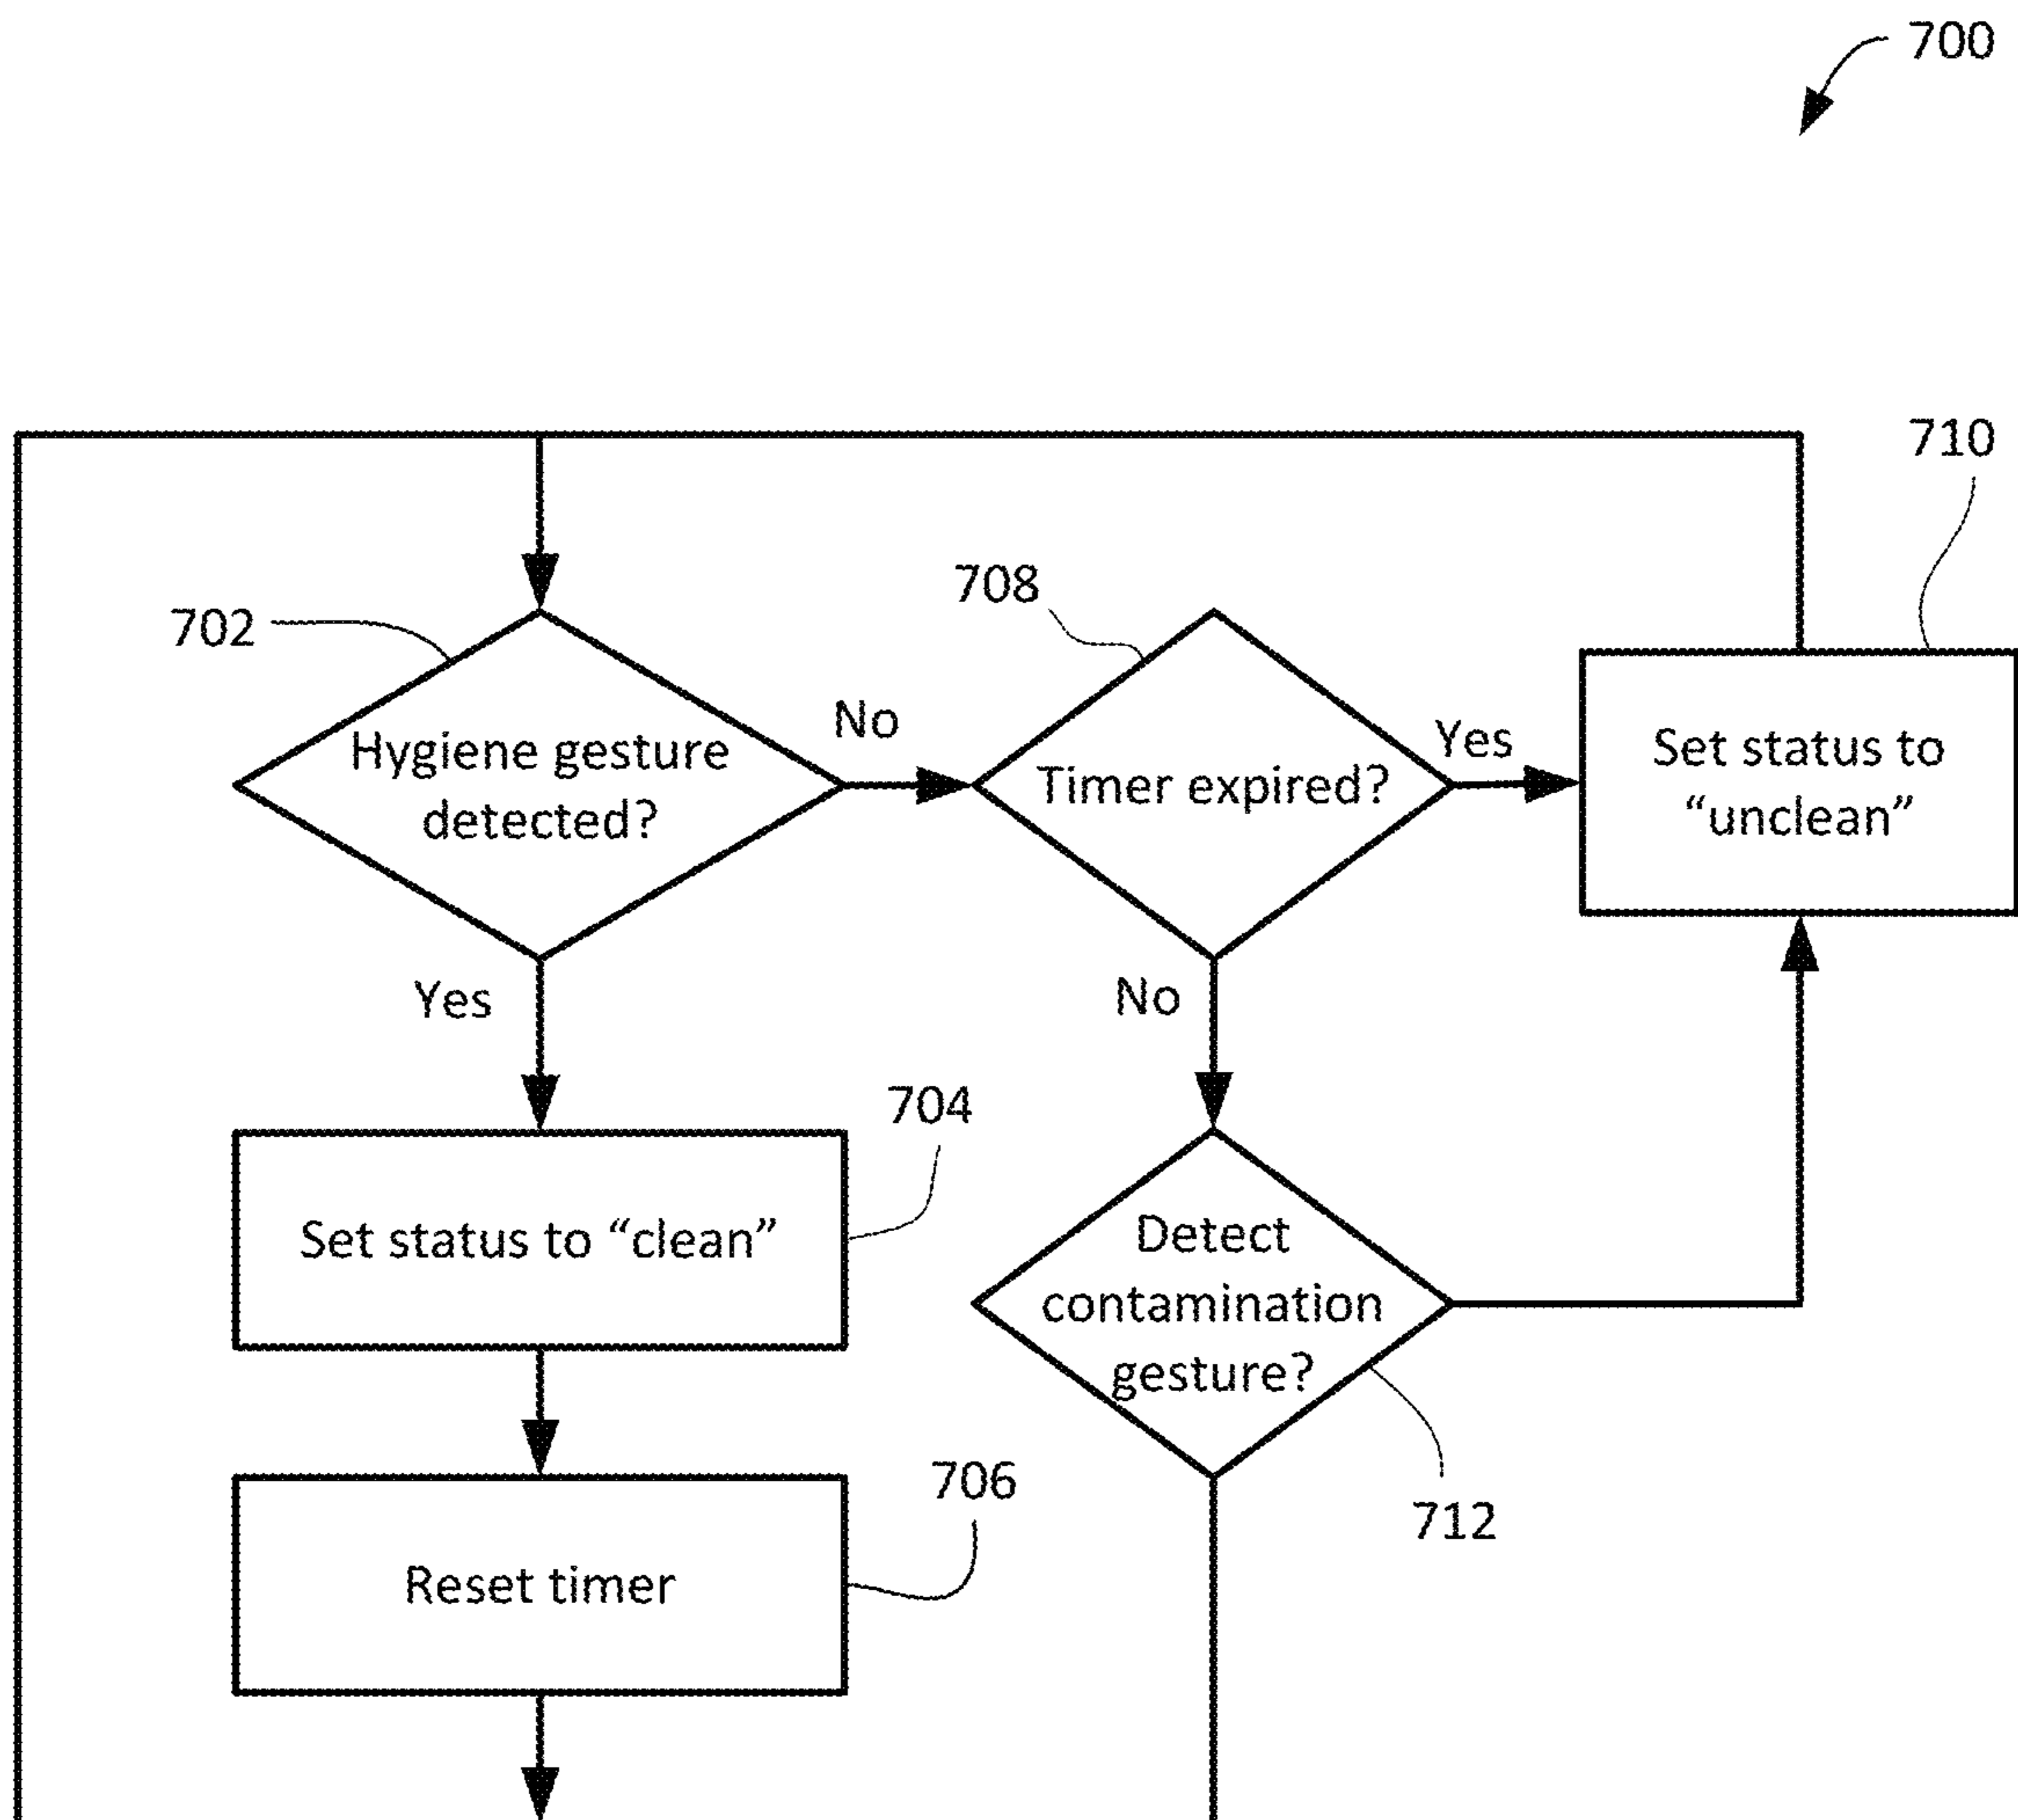 700
710
708
702
No
Yes
Hygiene gesture
detected?
Timer expired?
Set status to
“unclean”
Yes
No
704
Set status to “clean”
Detect
contamination
gesture?
706
712
Reset timer